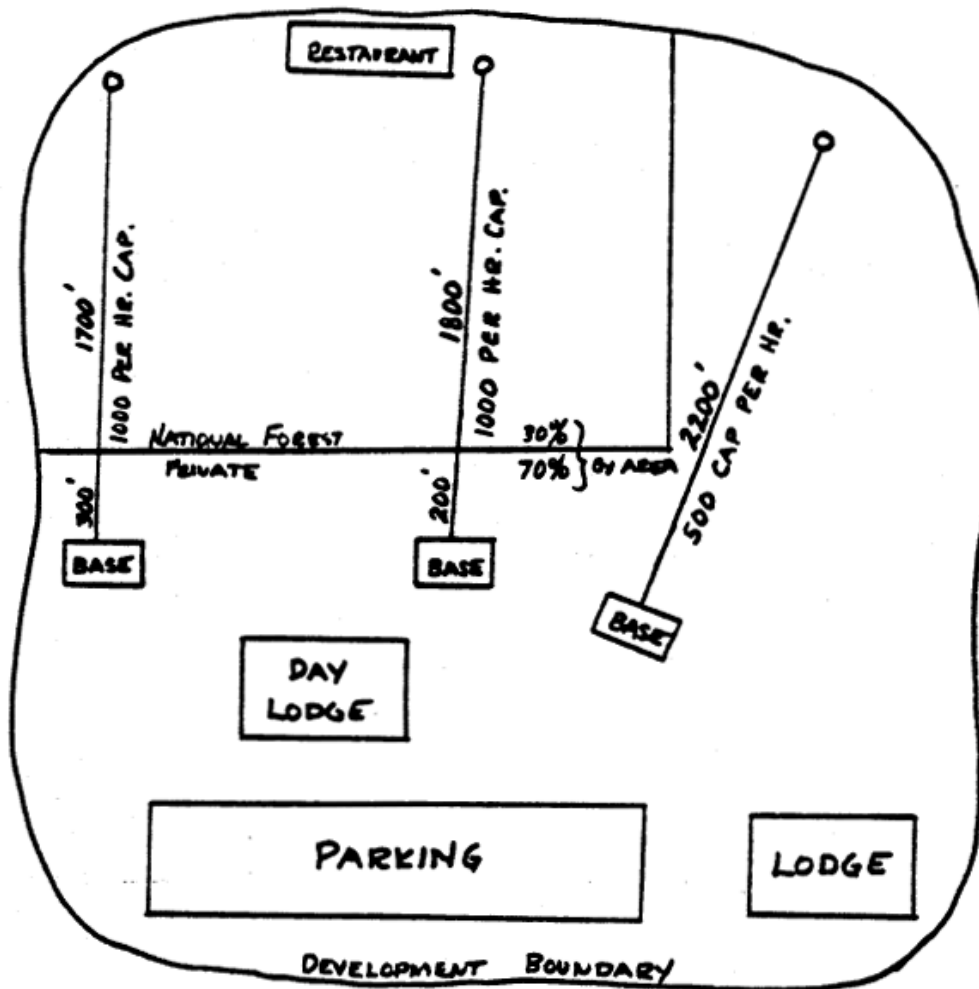 RESTAURANT
1700'
1000 PER HR. CAP.
1800'
1000 PER HR. CAP.
2200'
500 CAP PER HR.
NATIONAL FOREST
PRIVATE
30%
70%
BY AREA
300'
200'
BASE
BASE
BASE
DAY
LODGE
PARKING
LODGE
DEVELOPMENT BOUNDARY